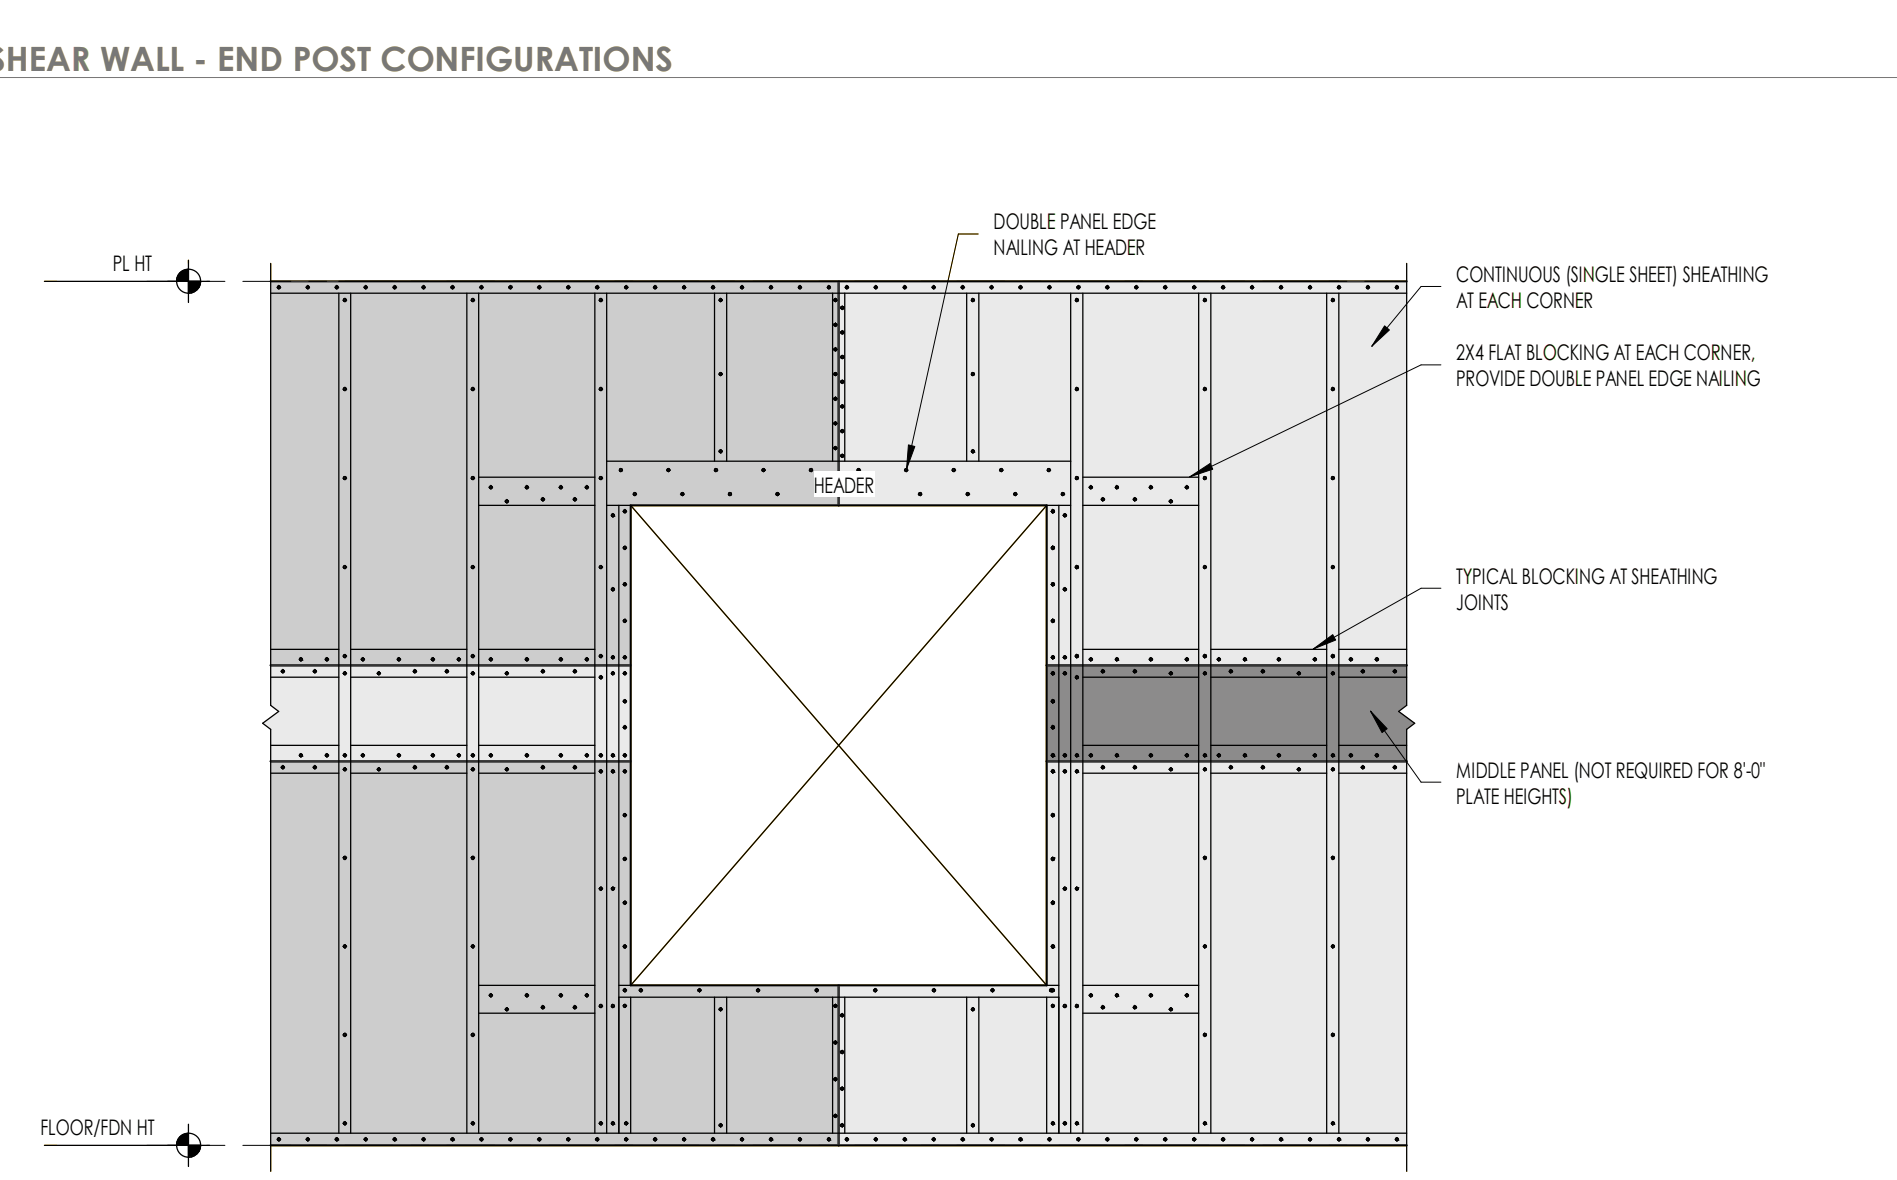 SHEAR WALL - END POST CONFIGURATIONS
DOUBLE PANEL EDGE
NAILING AT HEADER
PL HT
CONTINUOUS (SINGLE SHEET) SHEATHING
AT EACH CORNER
2X4 FLAT BLOCKING AT EACH CORNER,
PROVIDE DOUBLE PANEL EDGE NAILING
HEADER
TYPICAL BLOCKING AT SHEATHING
JOINTS
MIDDLE PANEL (NOT REQUIRED FOR 8'-0"
PLATE HEIGHTS)
FLOOR/FDN HT